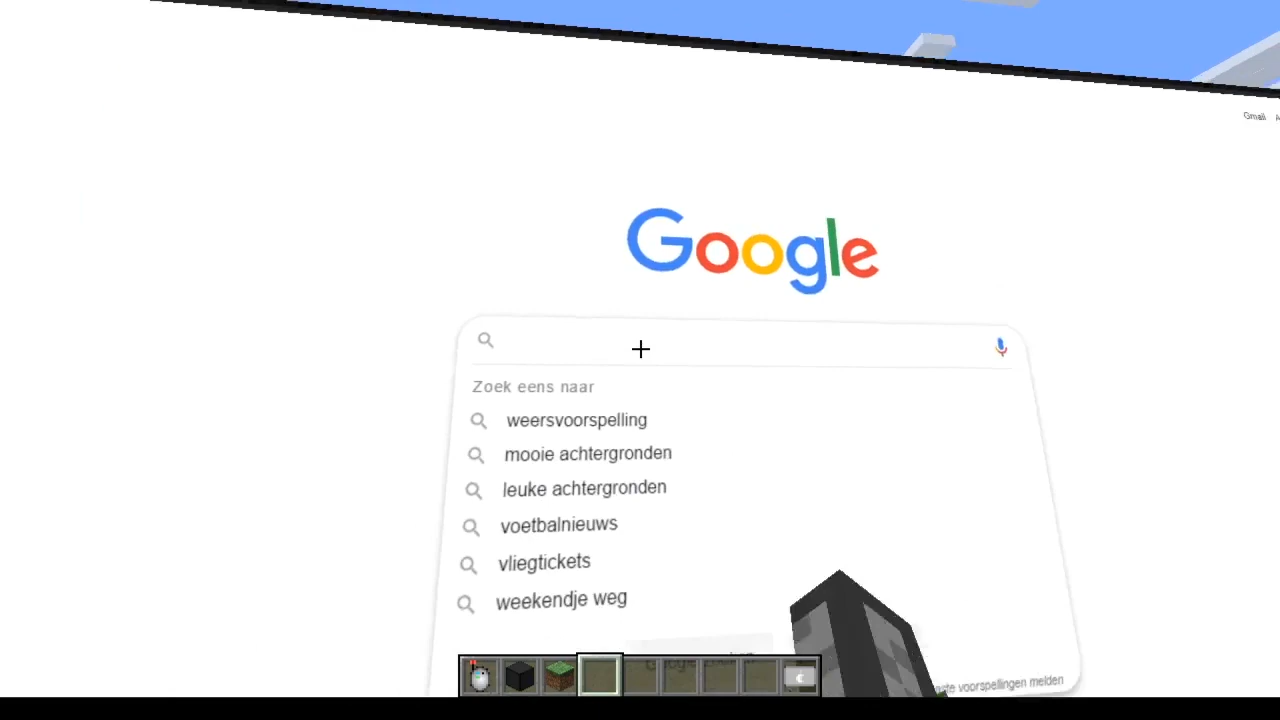 Gmail
Google
Zoek eens naar
weersvoorspelling
mooie achtergronden
leuke achtergronden
voetbalnieuws
vliegtickets
weekendje weg
voorspellingen melden